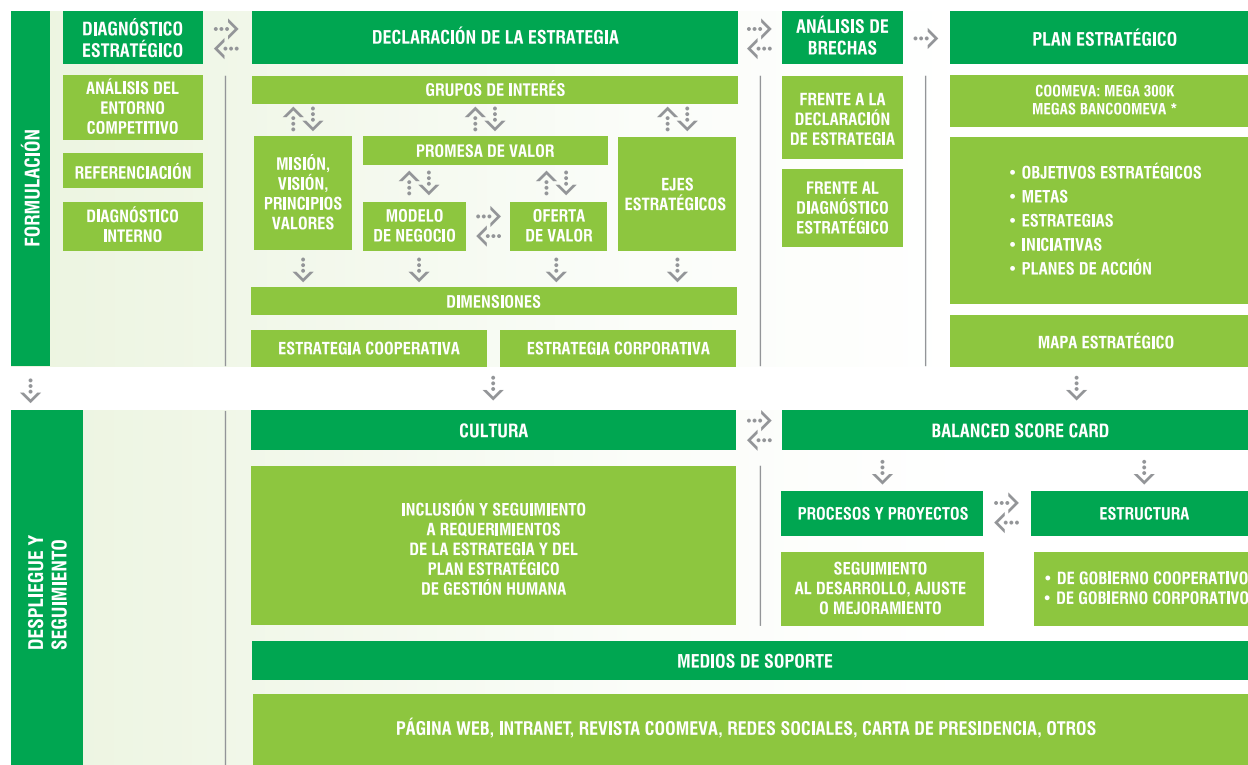 FORMULACIÓN
DIAGNÓSTICO
ESTRATÉGICO
ANÁLISIS DEL
ENTORNO
COMPETITIVO
REFERENCIACIÓN
DIAGNÓSTICO
INTERNO
DECLARACIÓN DE LA ESTRATEGIA
GRUPOS DE INTERÉS
MISIÓN,
VISIÓN,
PRINCIPIOS
VALORES
PROMESA DE VALOR
MODELO
DE NEGOCIO
OFERTA
DE VALOR
EJES
ESTRATÉGICOS
DIMENSIONES
ESTRATEGIA COOPERATIVA
ESTRATEGIA CORPORATIVA
ANÁLISIS DE
BRECHAS
FRENTE A LA
DECLARACIÓN
DE ESTRATEGIA
FRENTE AL
DIAGNÓSTICO
ESTRATÉGICO
PLAN ESTRATÉGICO
COOMEVA: MEGA 300K
MEGAS BANCOOMEVA *
• OBJETIVOS ESTRATÉGICOS
• METAS
• ESTRATEGIAS
• INICIATIVAS
• PLANES DE ACCIÓN
MAPA ESTRATÉGICO
DESPLIEGUE Y
SEGUIMIENTO
CULTURA
INCLUSIÓN Y SEGUIMIENTO
A REQUERIMIENTOS
DE LA ESTRATEGIA Y DEL
PLAN ESTRATÉGICO
DE GESTIÓN HUMANA
BALANCED SCORE CARD
PROCESOS Y PROYECTOS
SEGUIMIENTO
AL DESARROLLO, AJUSTE
O MEJORAMIENTO
ESTRUCTURA
• DE GOBIERNO COOPERATIVO
• DE GOBIERNO CORPORATIVO
MEDIOS DE SOPORTE
PÁGINA WEB, INTRANET, REVISTA COOMEVA, REDES SOCIALES, CARTA DE PRESIDENCIA, OTROS